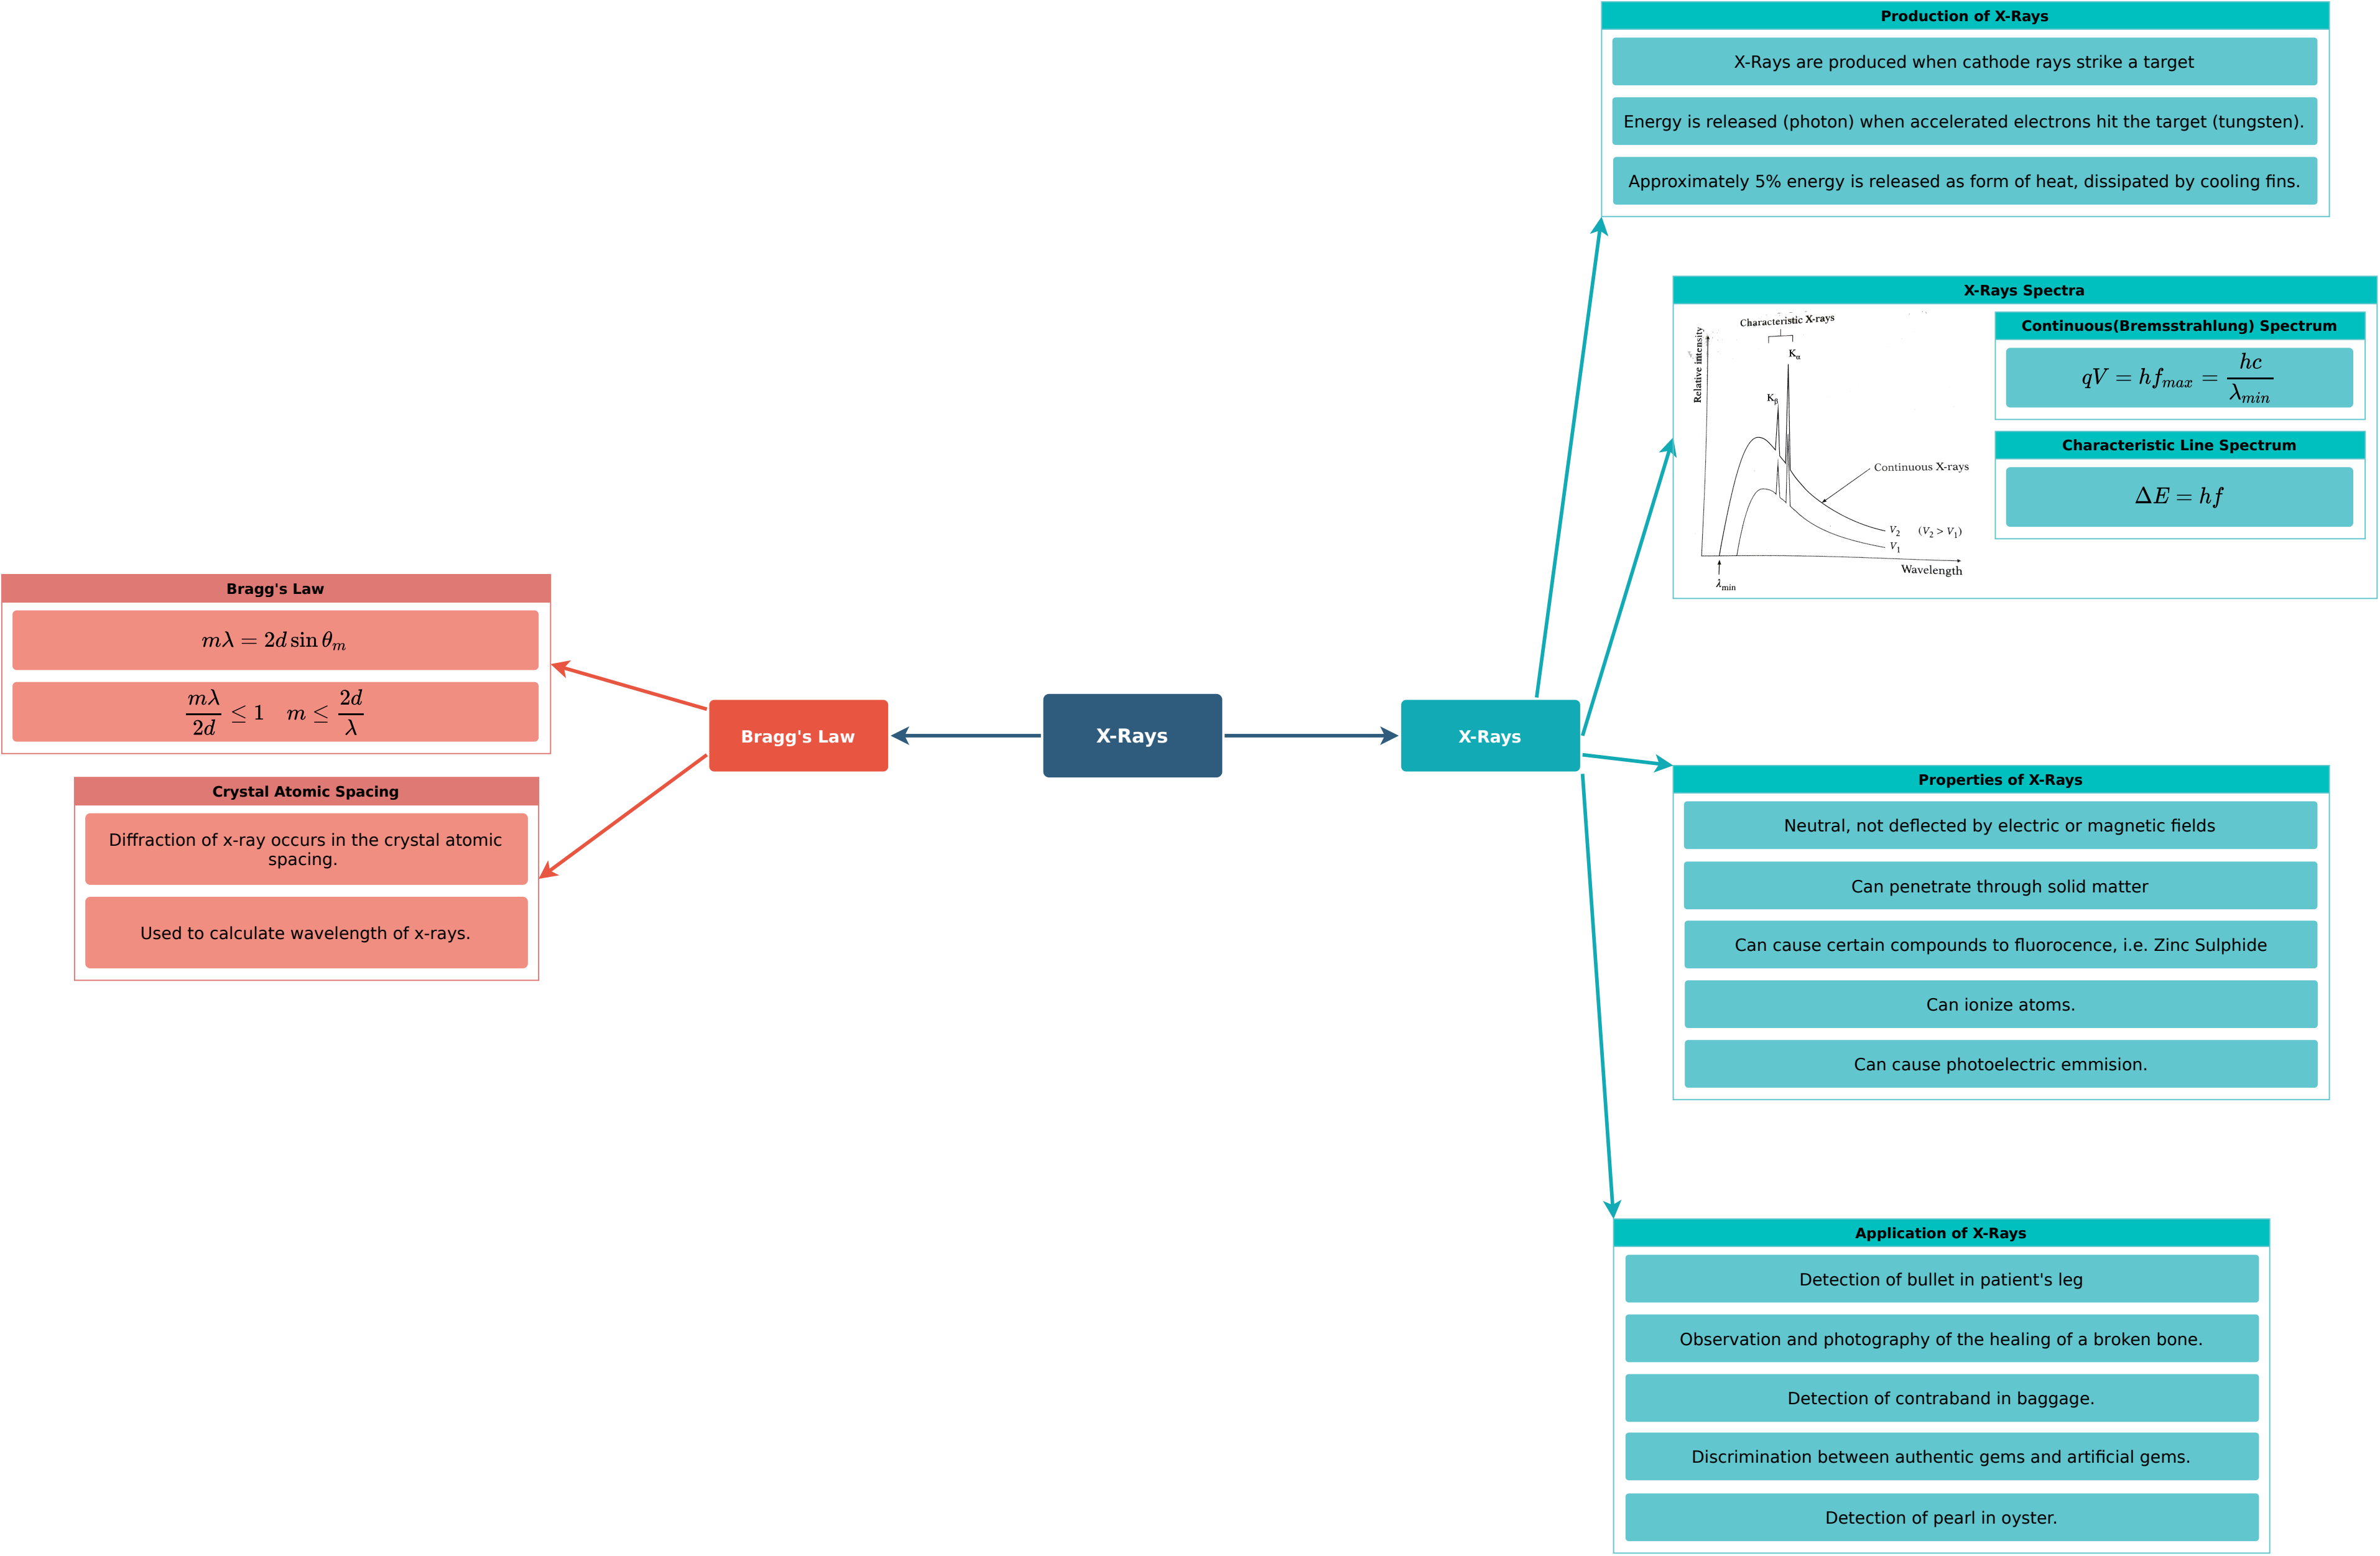 Production of X-Rays
X-Rays are produced when cathode rays strike a target
Energy is released (photon) when accelerated electrons hit the target (tungsten).
Approximately 5% energy is released as form of heat, dissipated by cooling fins.
X-Rays Spectra
Characteristic X-rays
Relative intensity
Kα
Kβ
Continuous X-rays
V₂ (V₂ > V₁)
V₁
Wavelength
λmin
Continuous(Bremsstrahlung) Spectrum
qV = hf_{max} = \frac{hc}{λ_{min}}
Characteristic Line Spectrum
ΔE = hf
Bragg's Law
mλ = 2d sin θ_m
\frac{mλ}{2d} ≤ 1 m ≤ \frac{2d}{λ}
Bragg's Law
X-Rays
X-Rays
Crystal Atomic Spacing
Diffraction of x-ray occurs in the crystal atomic
spacing.
Used to calculate wavelength of x-rays.
Properties of X-Rays
Neutral, not deflected by electric or magnetic fields
Can penetrate through solid matter
Can cause certain compounds to fluorocence, i.e. Zinc Sulphide
Can ionize atoms.
Can cause photoelectric emmision.
Application of X-Rays
Detection of bullet in patient's leg
Observation and photography of the healing of a broken bone.
Detection of contraband in baggage.
Discrimination between authentic gems and artificial gems.
Detection of pearl in oyster.